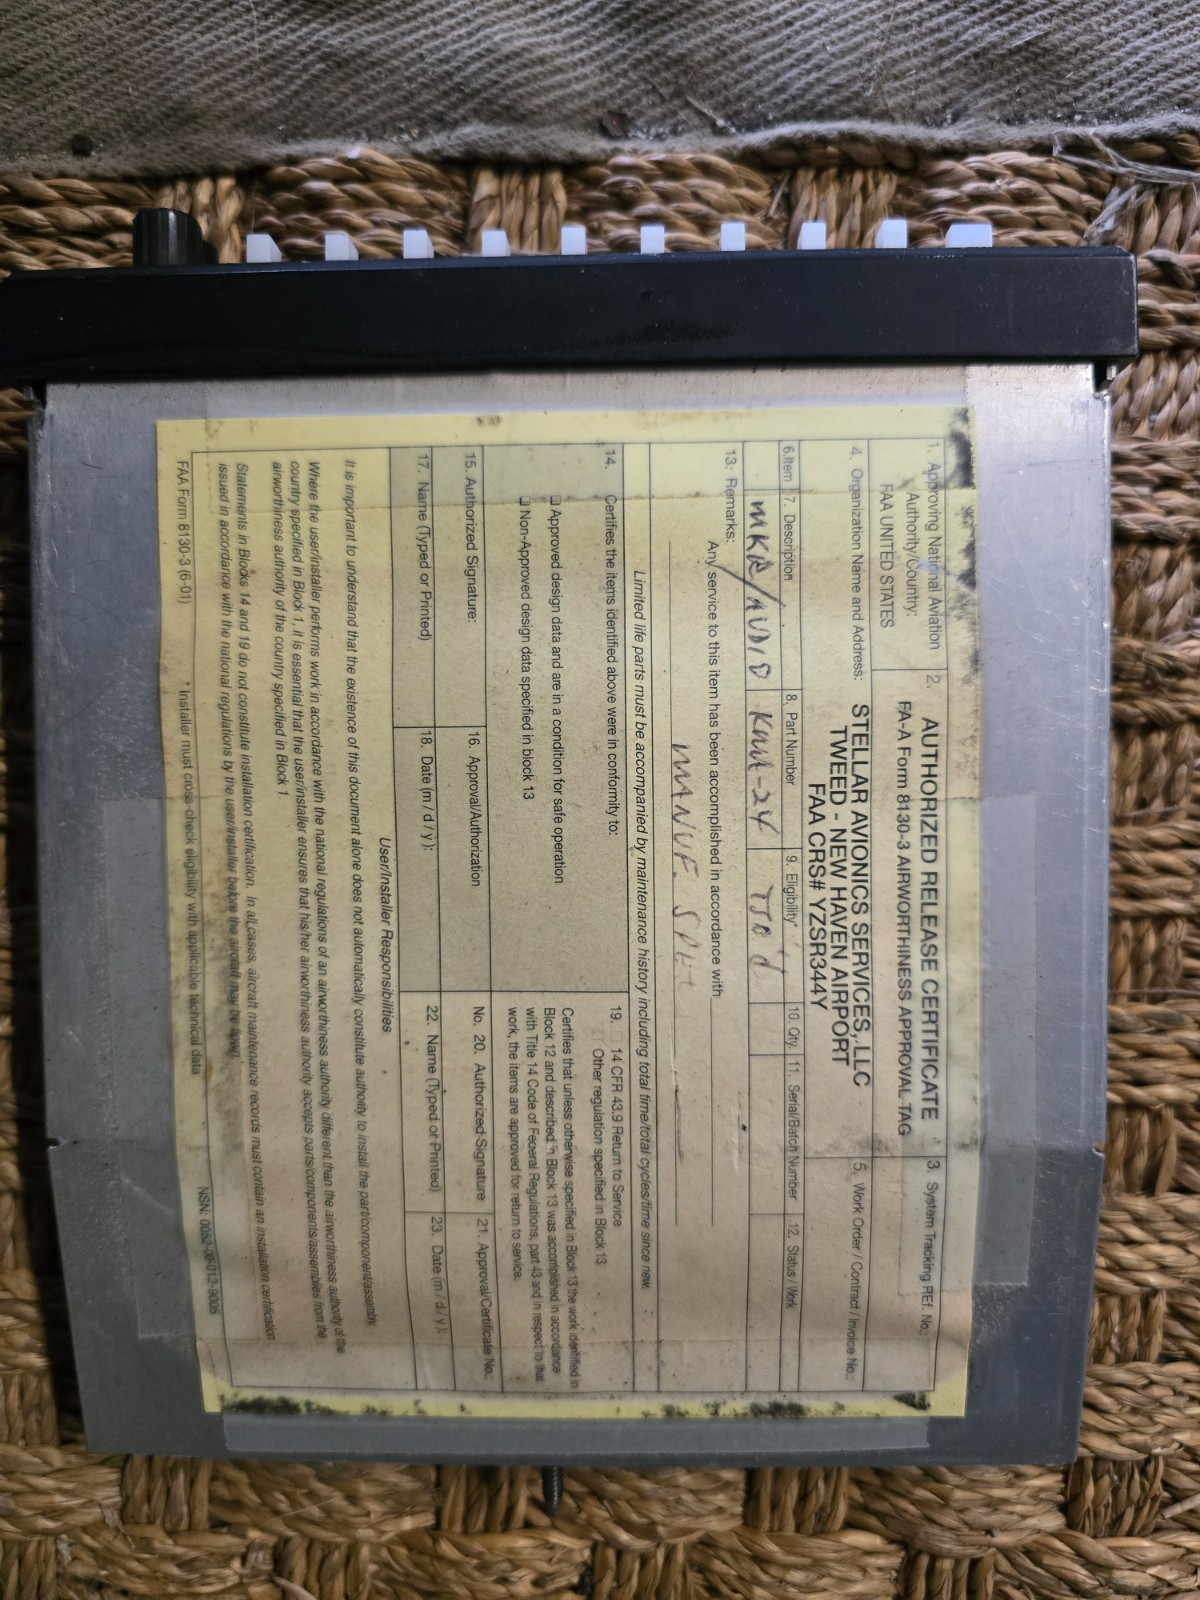 1. Approving National Aviation Authority/Country:
FAA UNITED STATES
2. AUTHORIZED RELEASE CERTIFICATE
FA-A Form 8130-3 AIRWORTHINESS APPROVAL TAG
3. System Tracking REf. No.:
4. Organization Name and Address:
STELLAR AVIONICS SERVICES, LLC
TWEED - NEW HAVEN AIRPORT
FAA CRS# YZSR344Y
5. Work Order / Contract / Invoice No.:
6.Item
7. Description
8. Part Number
9. Eligibility*
10 Qty.
11. Serial/Batch Number
12. Status / Work
MKR/AUDIO
KMA-24
TSO'd
13. Remarks:
Any service to this item has been accomplished in accordance with
MANUF. SPEC
Limited life parts must be accompanied by maintenance history including total time/total cycles/time since new.
14. Certifies the items identified above were in conformity to:
Approved design data and are in a condition for safe operation
Non-Approved design data specified in block 13
19. 14 CFR 43.9 Return to Service
Other regulation specified in Block 13
Certifies that unless otherwise specified in Block 13 the work identified in
Block 12 and described in Block 13 was accomplished in accordance
with Title 14 Code of Federal Regulations, part 43 and in respect to that
work, the items are approved for return to service.
15. Authorized Signature:
16. Approval/Authorization No.
20. Authorized Signature
21. Approval/Certificate No.:
17. Name (Typed or Printed)
18. Date (m / d / y ):
22. Name (Typed or Printed)
23. Date (m / d / y ):
User/Installer Responsibilities
It is inportant to understand that the existence of this document alone does not automatically constitute authority to install the part/component/assembly.
Where the user/installer performs work in accordance with the national regulations of an airworthiness authority different than the airworthiness authority of the
country specified in Block 1, it is essential that the user/installer ensures that his/her airworthiness authority accepts parts/components/assemblies from the
airworthiness authority of the country specified in Block 1.
Statements in Blocks 14 and 19 do not constitute installation certification. In all cases, aircraft maintenance records must contain an installation certification
issued in accordance with the national regulations by the user/installer before the aircraft may be flown.
FAA Form 8130-3 (6-01)
* Installer must cross check eligibility with applicable technical data
NSN: 0052-00-012-9005